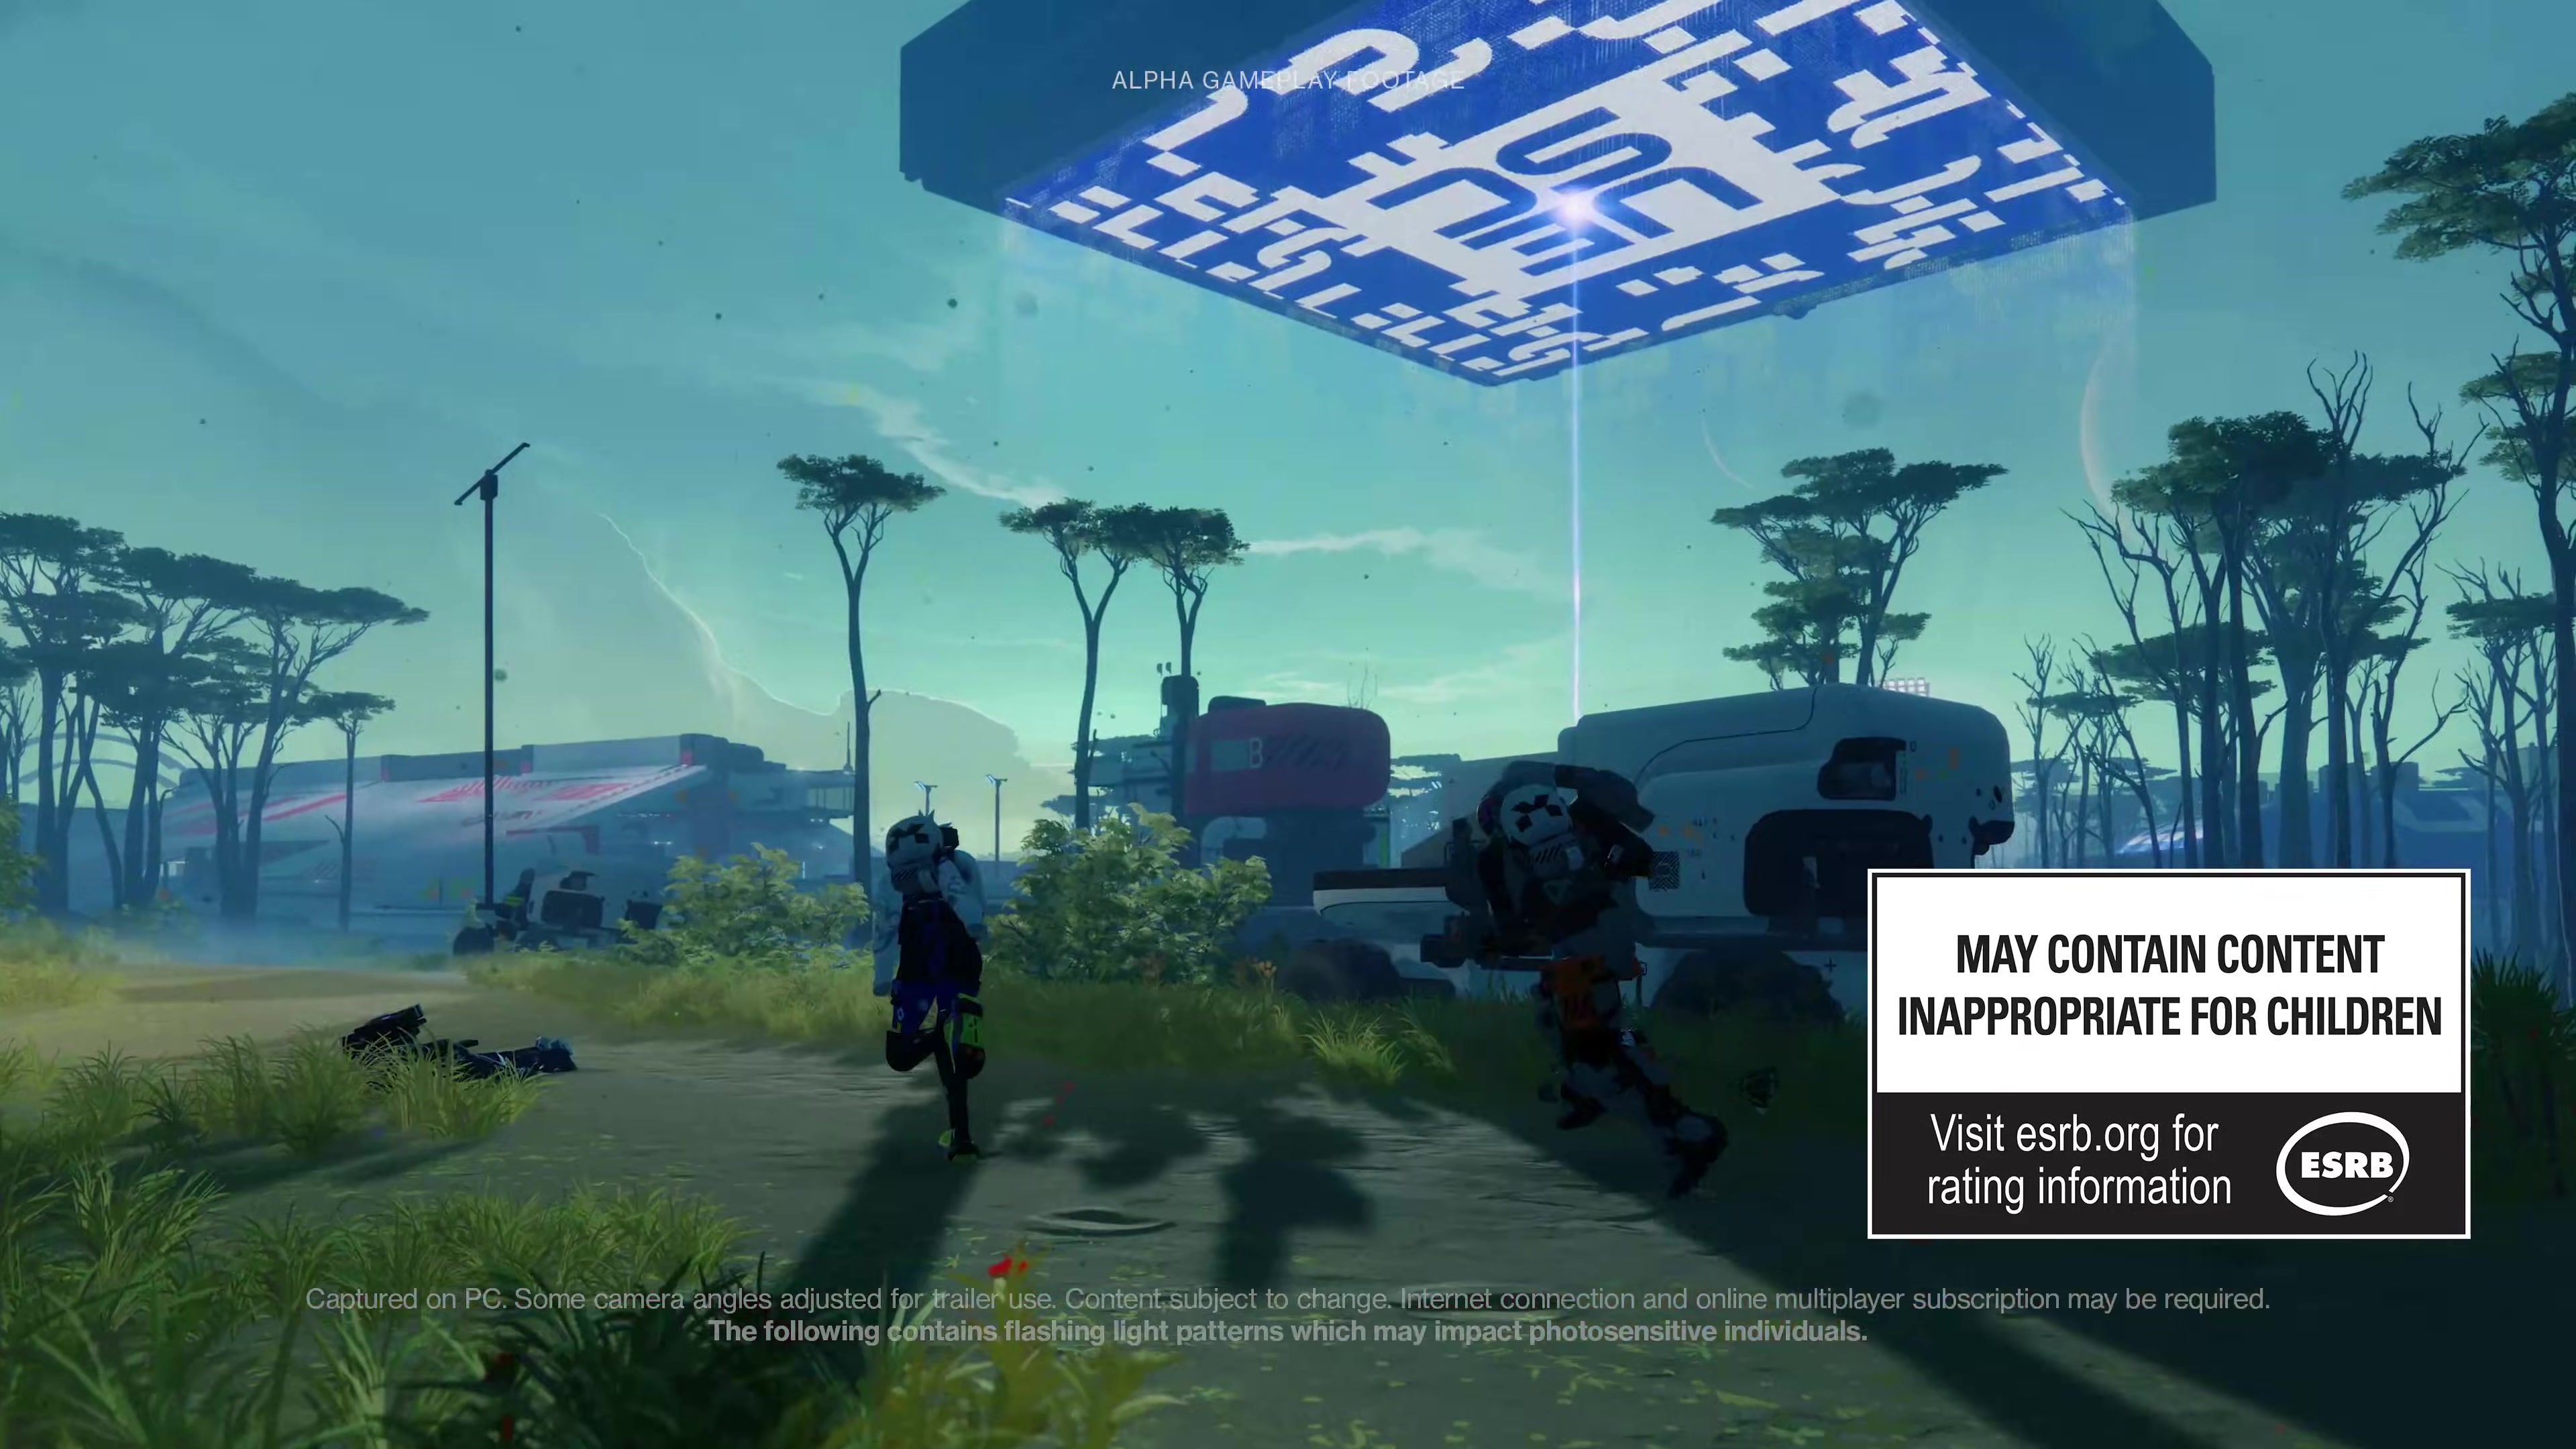 ALPHA GAMEPLAY FOOTAGE
B
MAY CONTAIN CONTENT
INAPPROPRIATE FOR CHILDREN
Visit esrb.org for
rating information
ESRB
Captured on PC. Some camera angles adjusted for trailer use. Content subject to change. Internet connection and online multiplayer subscription may be required.
The following contains flashing light patterns which may impact photosensitive individuals.